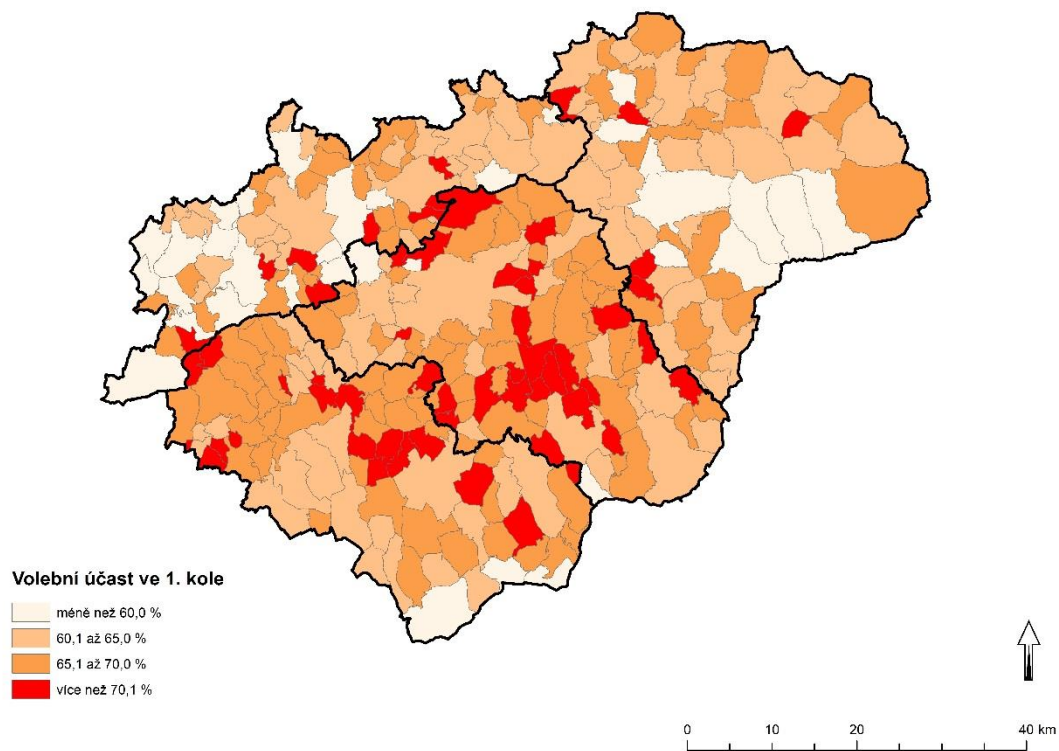 Volební účast ve 1. kole
méně než 60,0 %
60,1 až 65,0 %
65,1 až 70,0 %
více než 70,1 %
0 10 20 40 km